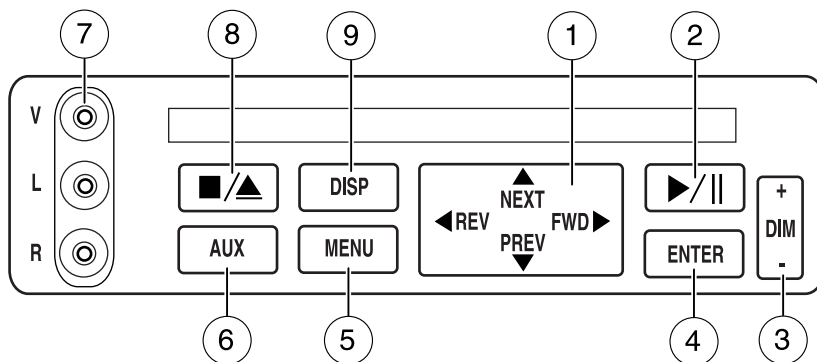 7 8 9 1 2
V
L
R
DISP
NEXT
REV FWD
PREV
+
DIM
-
AUX MENU ENTER
6 5 4 3